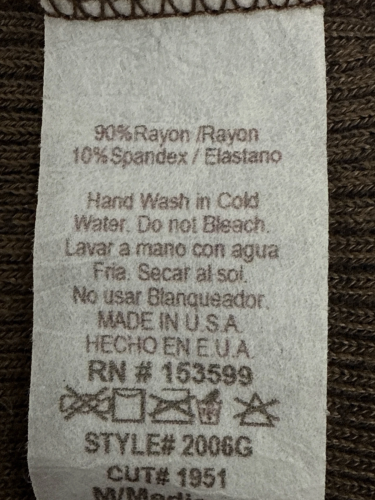 90%Rayon /Rayon
10%Spandex / Elastano
Hand Wash in Cold
Water. Do not Bleach.
Lavar a mano con agua
Fria. Secar al sol.
No usar Blanqueador.
MADE IN U.S.A.
HECHO EN E.U.A.
RN # 153599
STYLE# 2006G
CUT# 1951
M/Medi